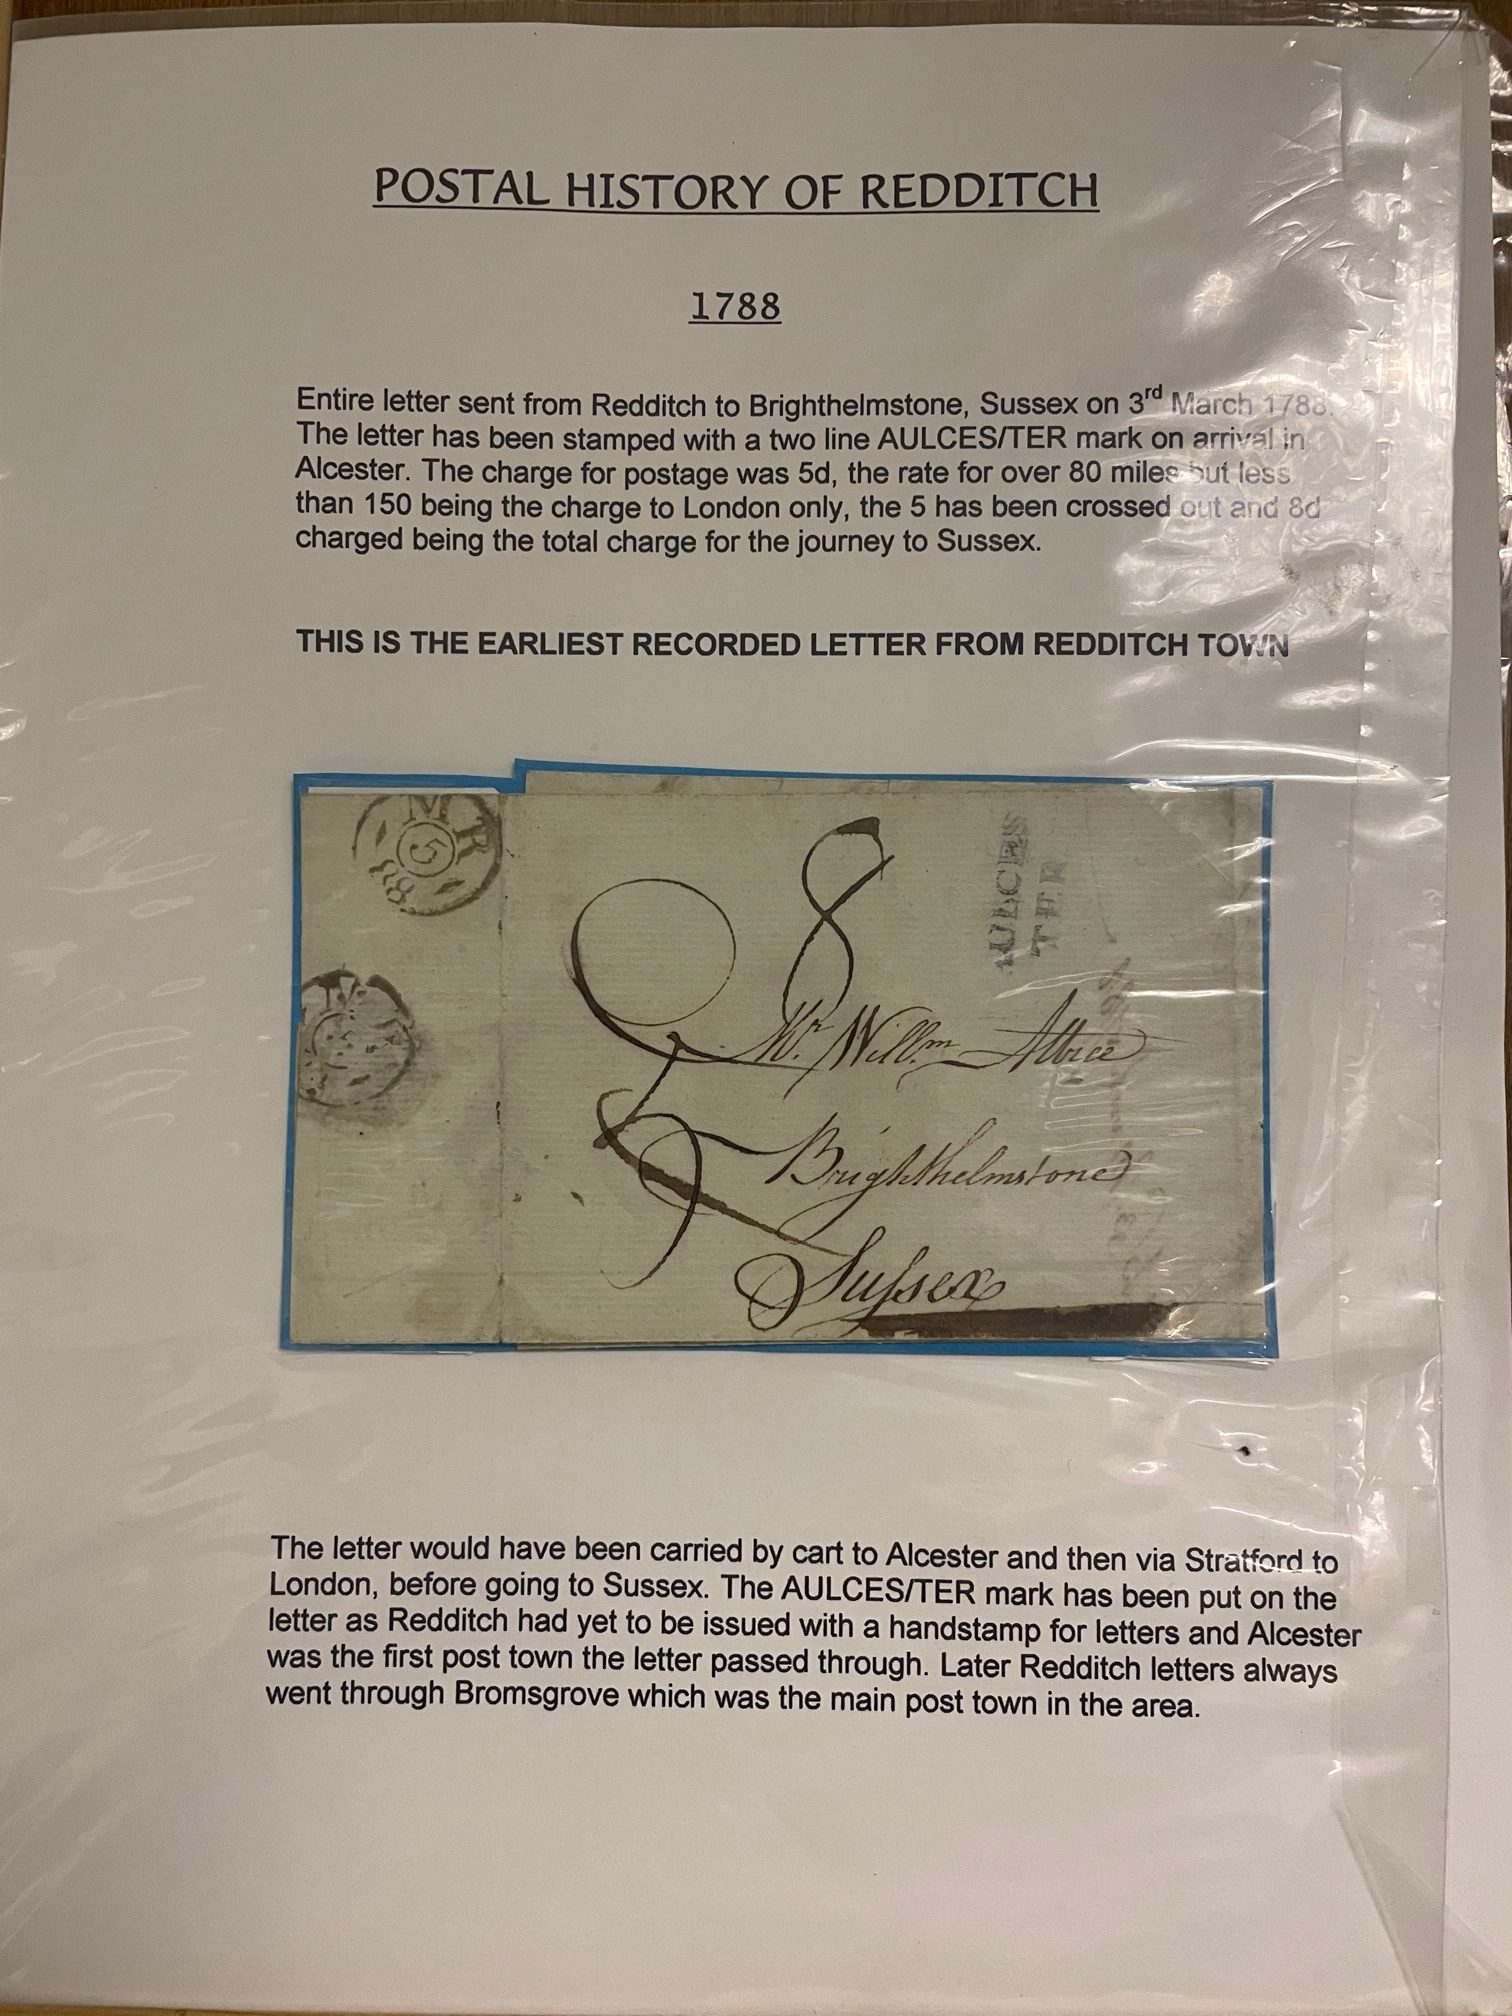 POSTAL HISTORY OF REDDITCH
1788
Entire letter sent from Redditch to Brighthelmstone, Sussex on 3rd March 1788.
The letter has been stamped with a two line AULCES/TER mark on arrival in
Alcester. The charge for postage was 5d, the rate for over 80 miles but less
than 150 being the charge to London only, the 5 has been crossed out and 8d
charged being the total charge for the journey to Sussex.
THIS IS THE EARLIEST RECORDED LETTER FROM REDDITCH TOWN
MR
5
88
8
AULCES
TER
Mr. Willm
5
Brighthelmstone
Sussex
The letter would have been carried by cart to Alcester and then via Stratford to
London, before going to Sussex. The AULCES/TER mark has been put on the
letter as Redditch had yet to be issued with a handstamp for letters and Alcester
was the first post town the letter passed through. Later Redditch letters always
went through Bromsgrove which was the main post town in the area.